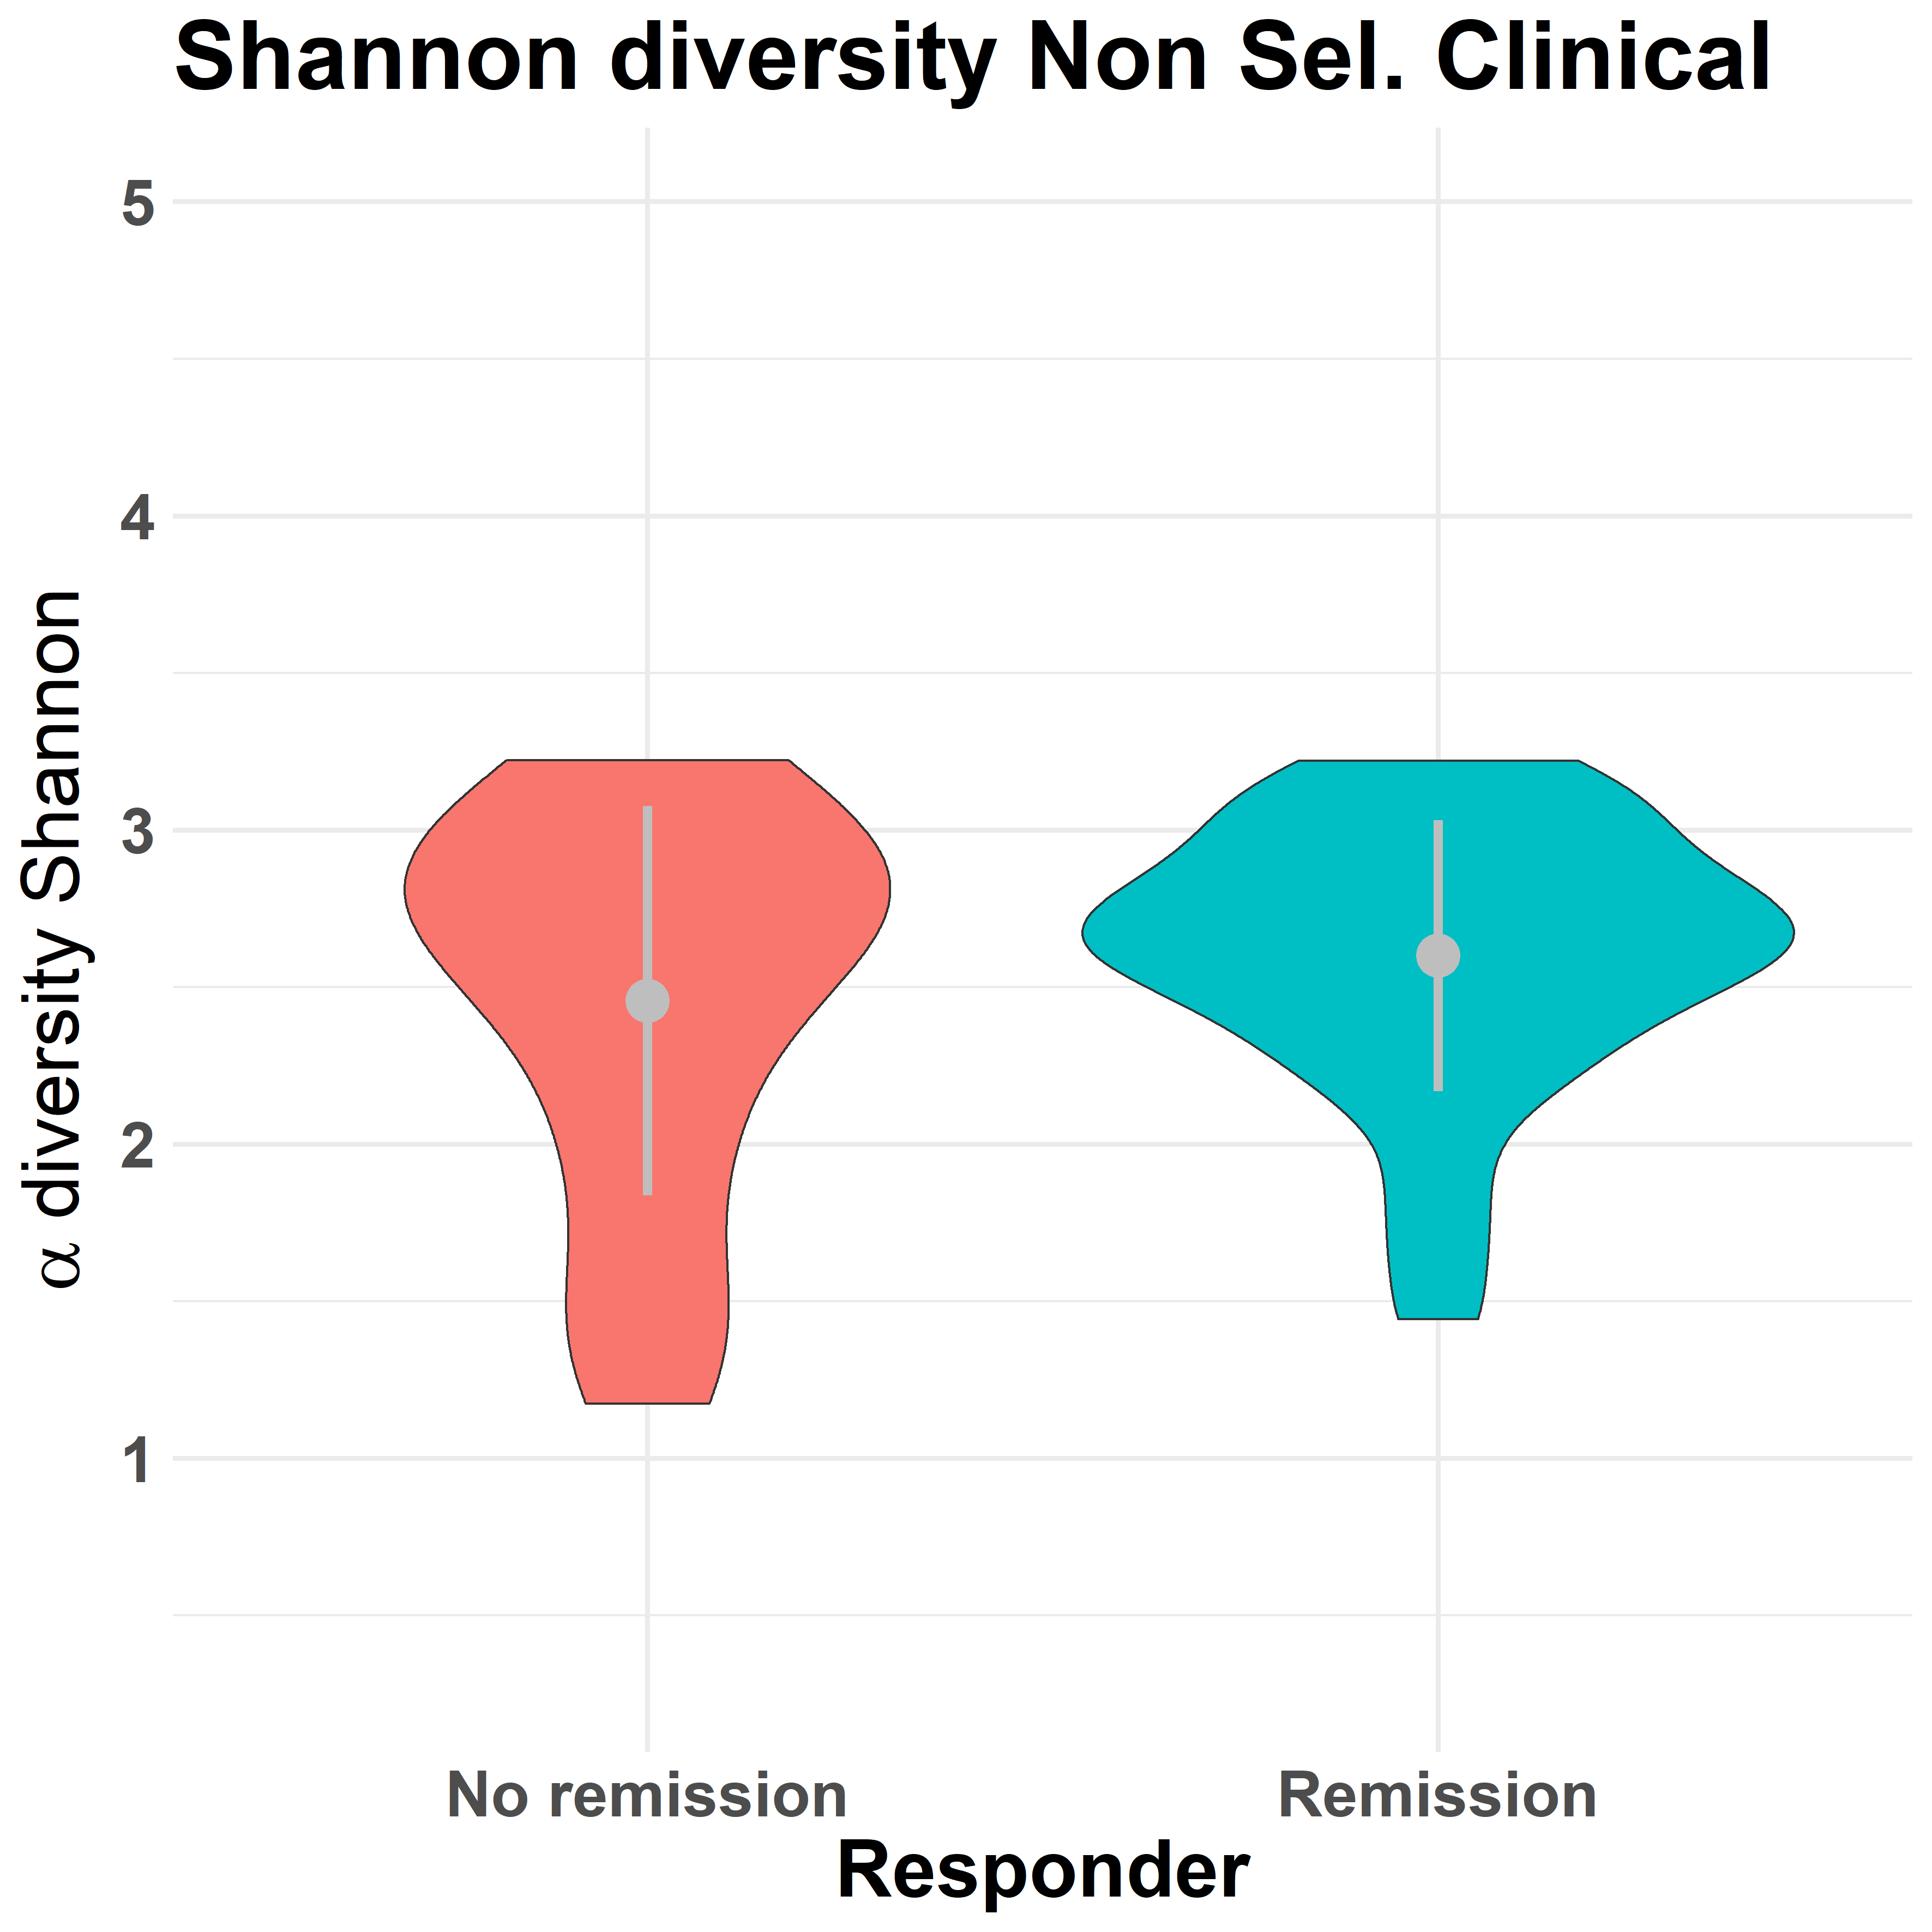 Shannon diversity Non Sel. Clinical
α diversity Shannon
5
4
3
2
1
No remission Remission
Responder